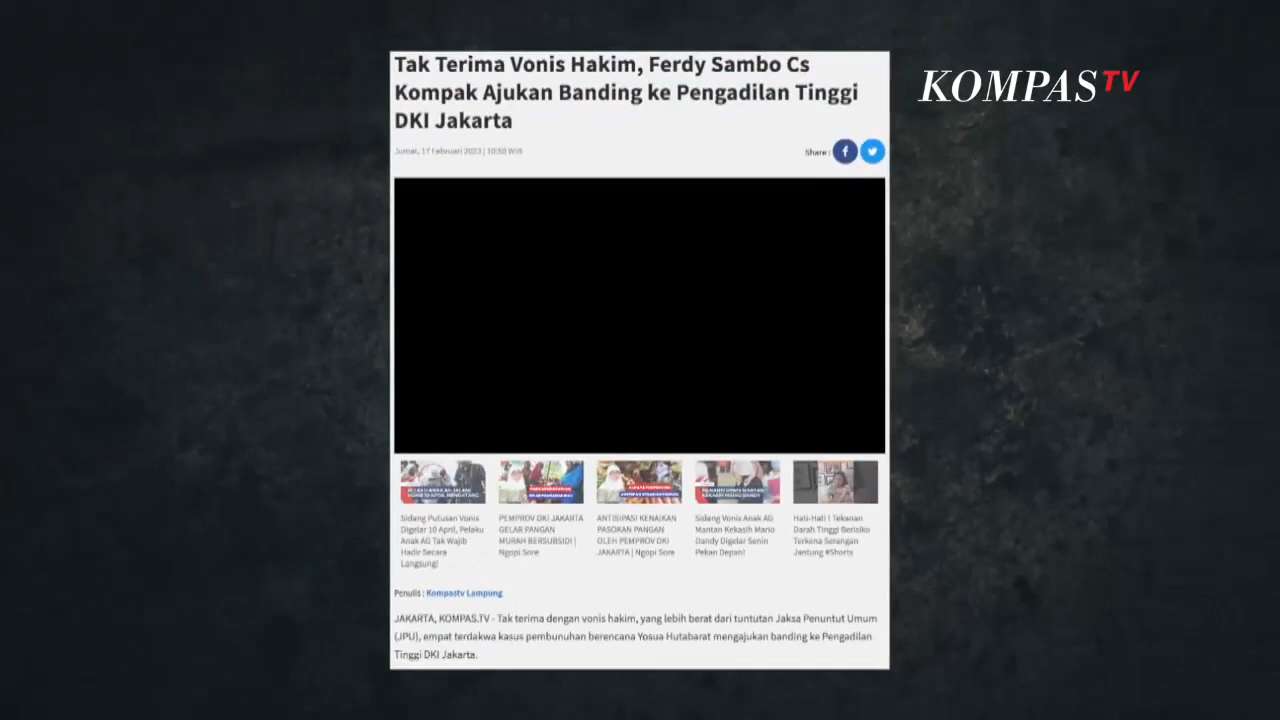 Tak Terima Vonis Hakim, Ferdy Sambo Cs
Kompak Ajukan Banding ke Pengadilan Tinggi
DKI Jakarta
KOMPASTV
Jumat, 17 Februari 2023 | 10:58 WIB
Share :
Sidang Putusan Vonis
Digelar 10 April, Pelaku
Anak AG Tak Wajib
Hadir Secara
Langsung!
PEMPROV DKI JAKARTA
GELAR PANGAN
MURAH BERSUBSIDI |
Ngopi Sore
ANTISIPASI KENAIKAN
PASOKAN PANGAN
OLEH PEMPROV DKI
JAKARTA | Ngopi Sore
Sidang Vonis Anak AG
Mantan Kekasih Mario
Dandy Digelar Senin
Pekan Depan!
Hati-Hati ! Tekanan
Darah Tinggi Berisiko
Terkena Serangan
Jantung #Shorts
Penulis : Kompastv Lampung
JAKARTA, KOMPAS.TV - Tak terima dengan vonis hakim, yang lebih berat dari tuntutan Jaksa Penuntut Umum
(JPU), empat terdakwa kasus pembunuhan berencana Yosua Hutabarat mengajukan banding ke Pengadilan
Tinggi DKI Jakarta.